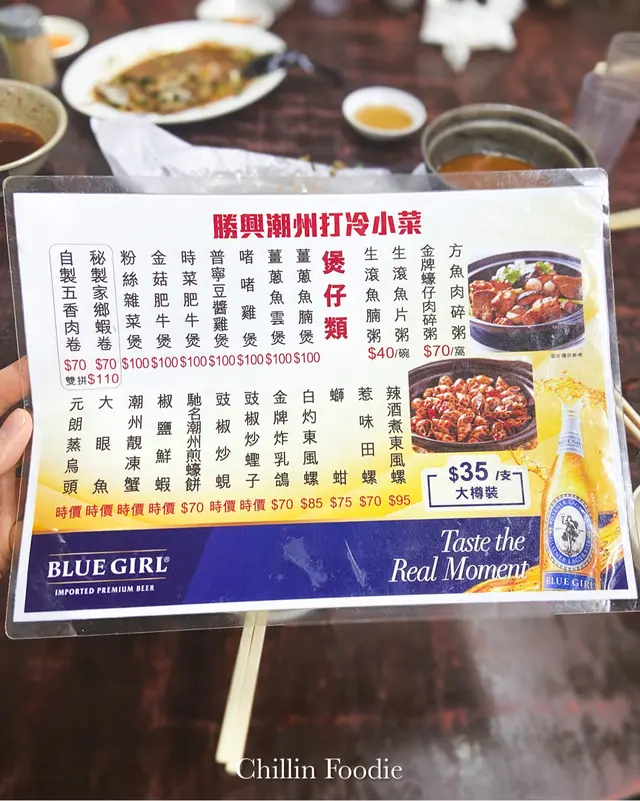 勝興潮州打冷小菜
方魚肉碎粥
金牌蠔仔肉碎粥
$70/窩
生滾魚片粥
生滾魚腩粥
$40/碗
煲仔類
薑蔥魚腩煲
$100
薑蔥魚雲煲
$100
啫啫雞煲
$100
普寧豆醬雞煲
$100
時菜肥牛煲
$100
金菇肥牛煲
$100
粉絲雜菜煲
$100
秘製家鄉蝦卷
$70
自製五香肉卷
$70
雙拼$110
圖片僅供參考
辣酒煮東風螺
$95
惹味田螺
$70
螄蚶
$75
白灼東風螺
$85
金牌炸乳鴿
$70
豉椒炒蟶子
時價
豉椒炒蜆
時價
馳名潮州煎蠔餅
$70
椒鹽鮮蝦
時價
潮州靚凍蟹
時價
大眼魚
時價
元朗蒸烏頭
時價
$35/支
大樽裝
BLUE GIRL®
IMPORTED PREMIUM BEER
Taste the
Real Moment
BLUE GIRL
Chillin Foodie